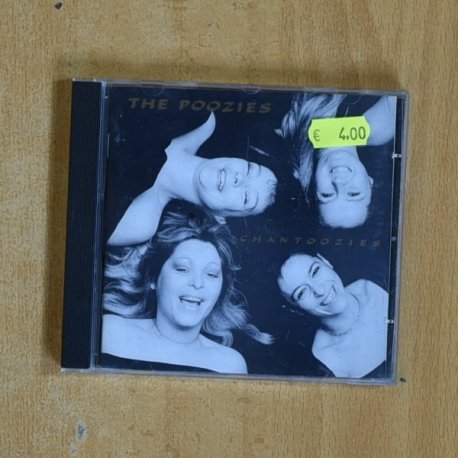 THE POOZIES
€ 4,00
CHANTOOZIES